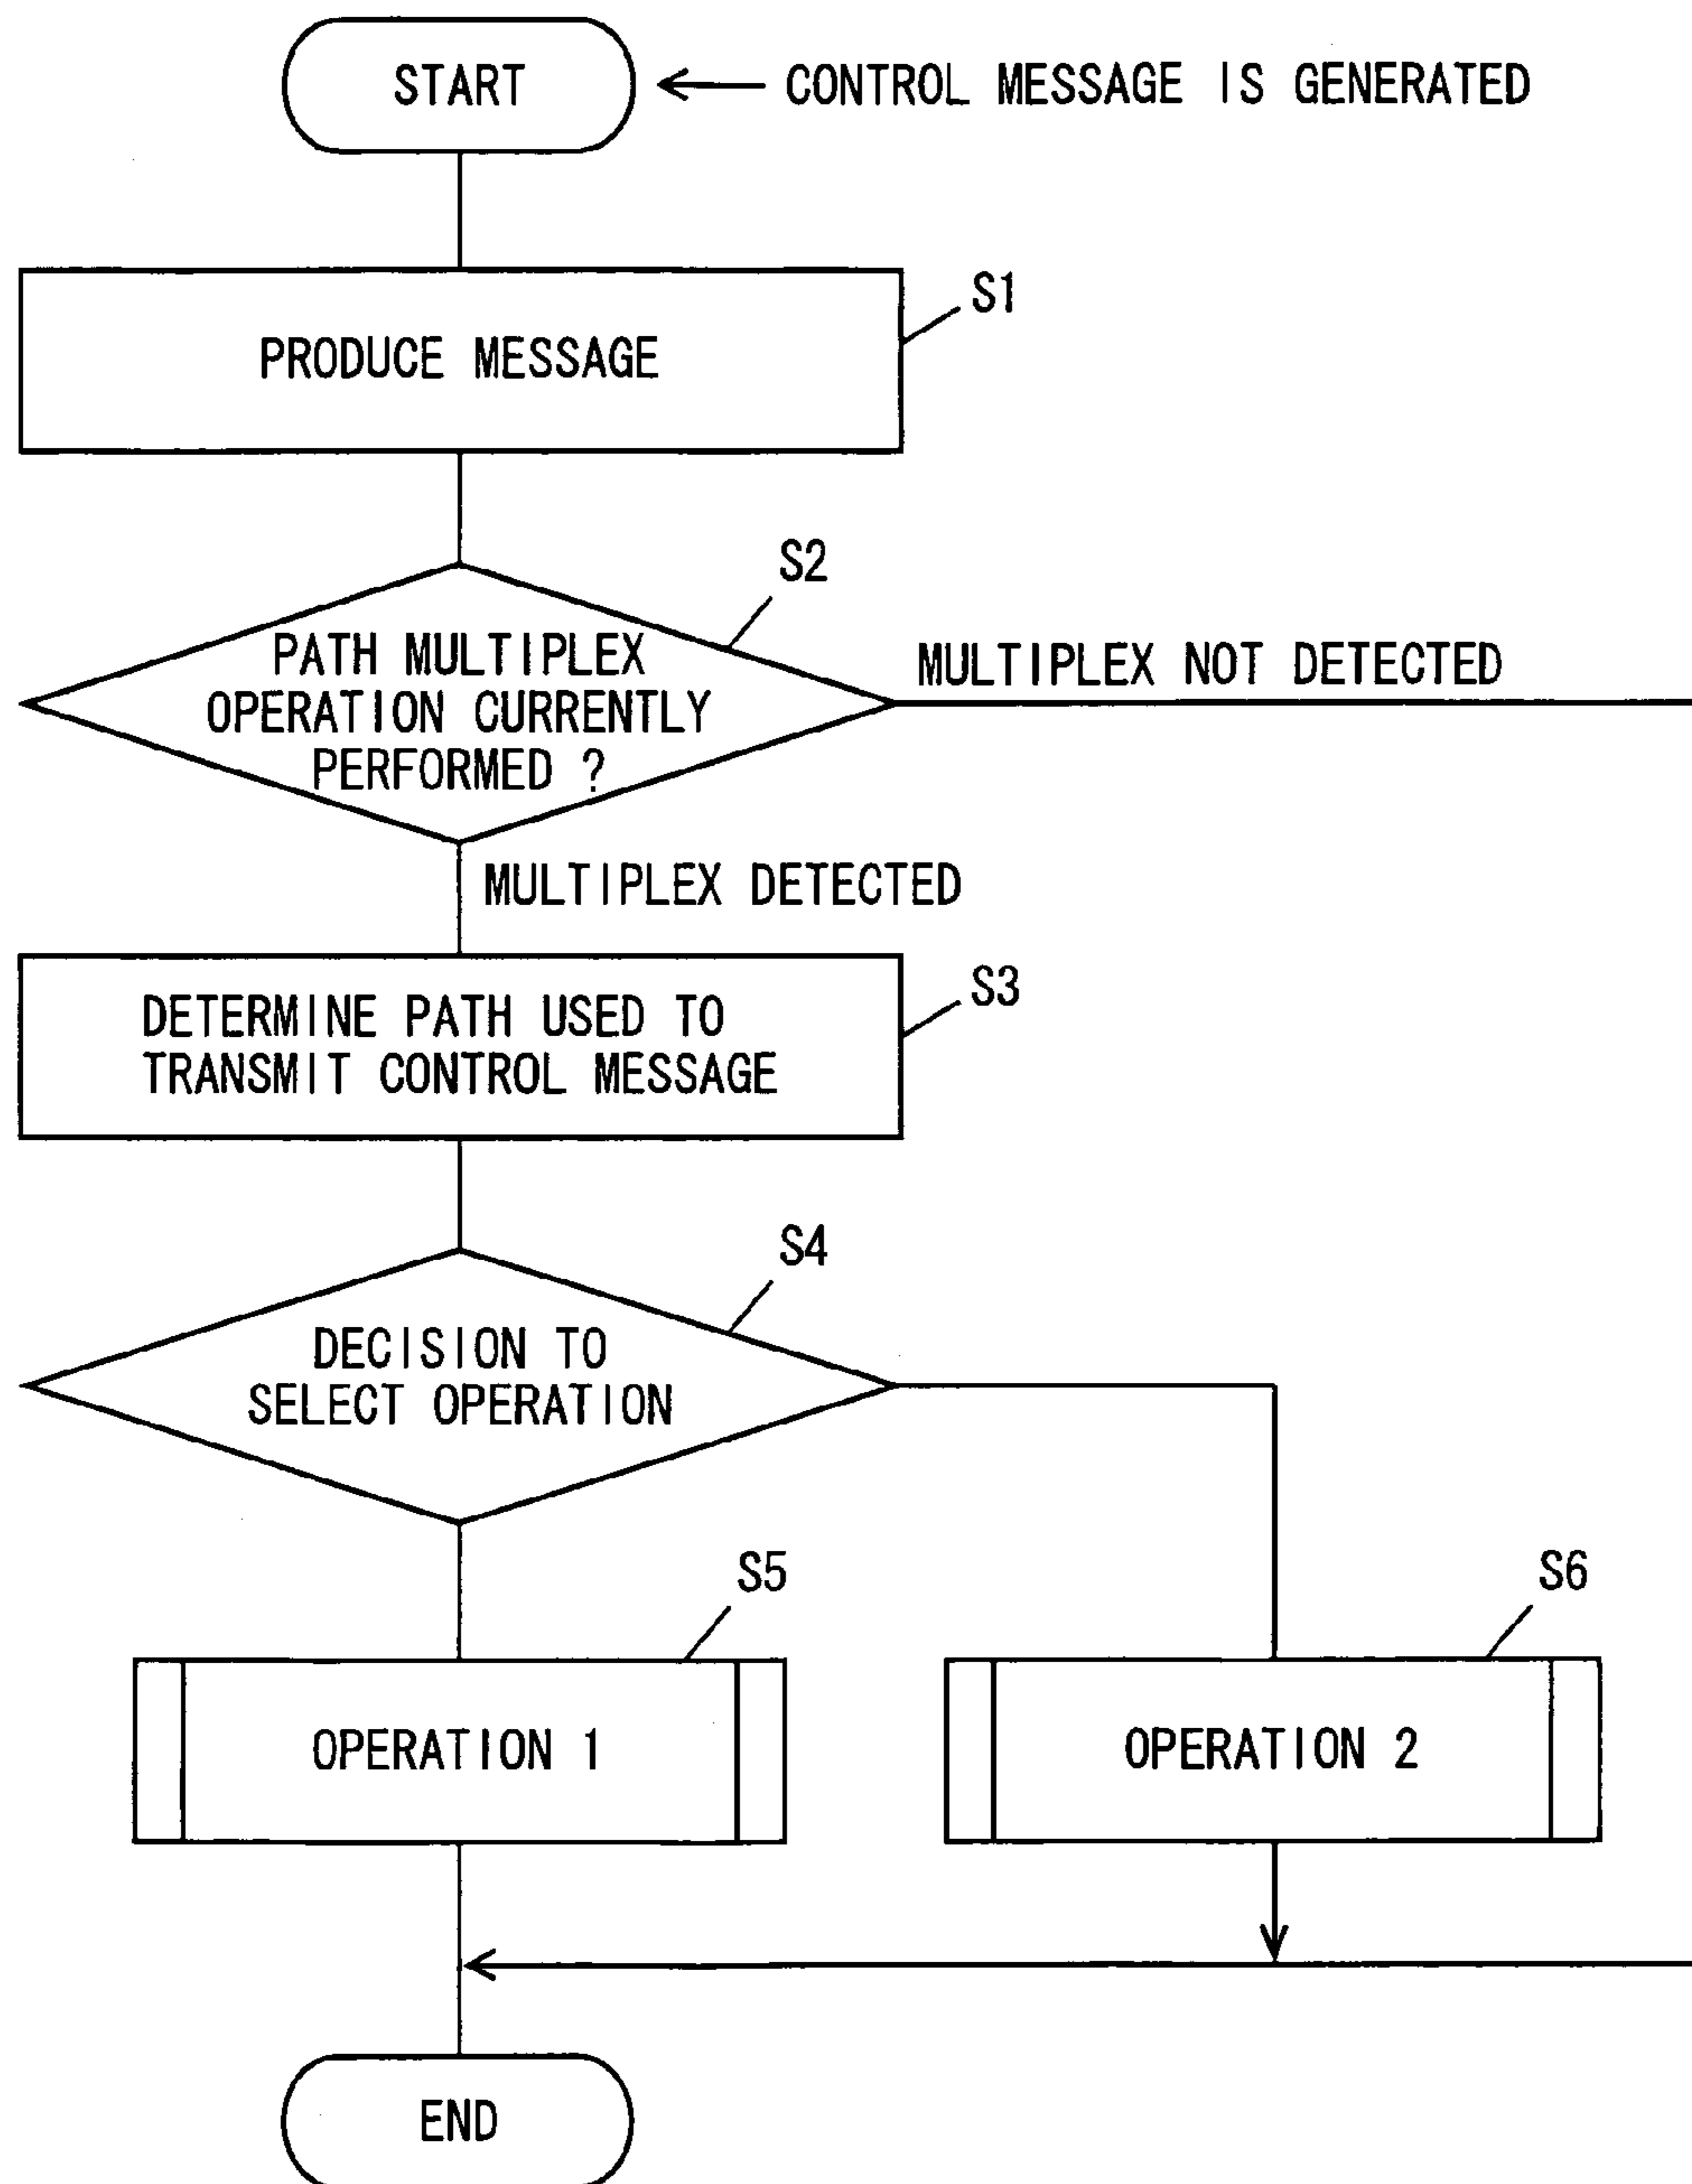 START
CONTROL MESSAGE IS GENERATED
S1
PRODUCE MESSAGE
S2
PATH MULTIPLEX
OPERATION CURRENTLY
PERFORMED ?
MULTIPLEX NOT DETECTED
MULTIPLEX DETECTED
S3
DETERMINE PATH USED TO
TRANSMIT CONTROL MESSAGE
S4
DECISION TO
SELECT OPERATION
S5
OPERATION 1
S6
OPERATION 2
END